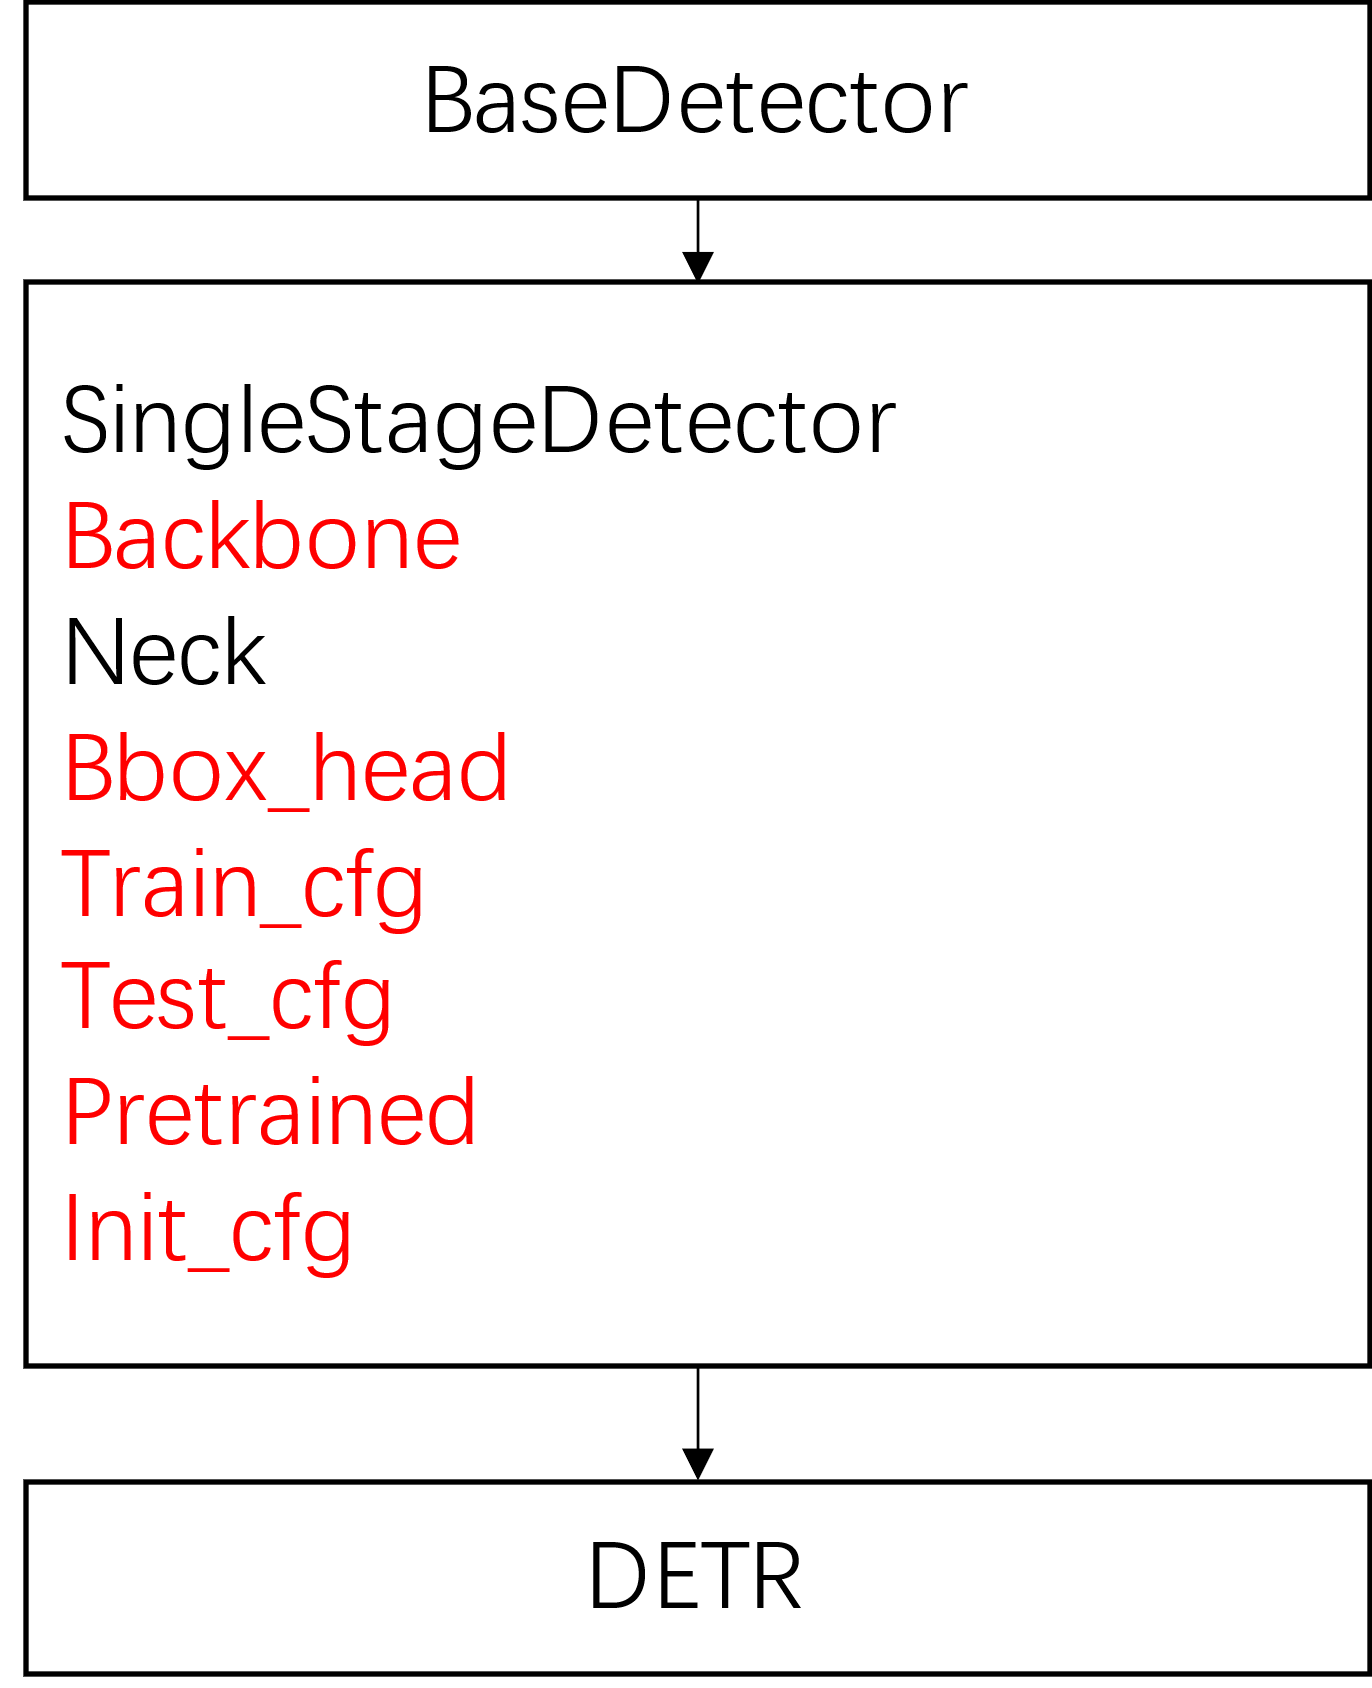 BaseDetector
SingleStageDetector
Backbone
Neck
Bbox_head
Train_cfg
Test_cfg
Pretrained
Init_cfg
DETR